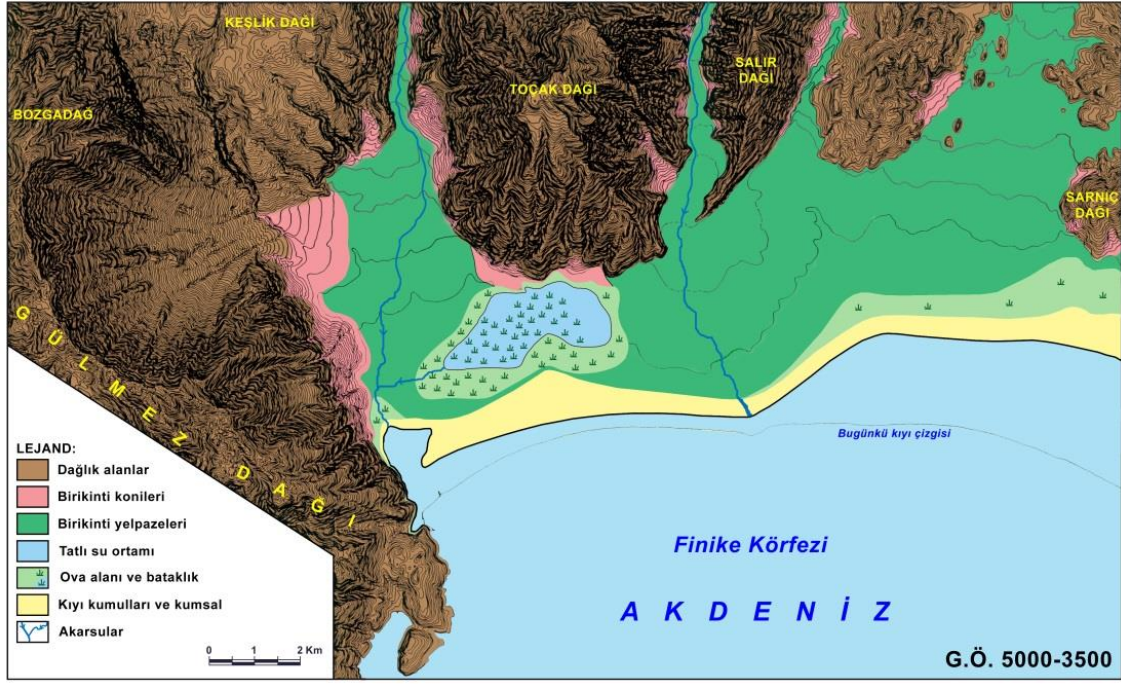 KEŞLİK DAĞI
BOZGADAĞ
TOÇAK DAĞI
SALIR
DAĞI
SARNIÇ
DAĞI
GÜLMEZ DAĞI
Bugünkü kıyı çizgisi
Finike Körfezi
AKDENİZ
LEJAND:
Dağlık alanlar
Birikinti konileri
Birikinti yelpazeleri
Tatlı su ortamı
Ova alanı ve bataklık
Kıyı kumulları ve kumsal
Akarsular
0 1 2 Km
G.Ö. 5000-3500